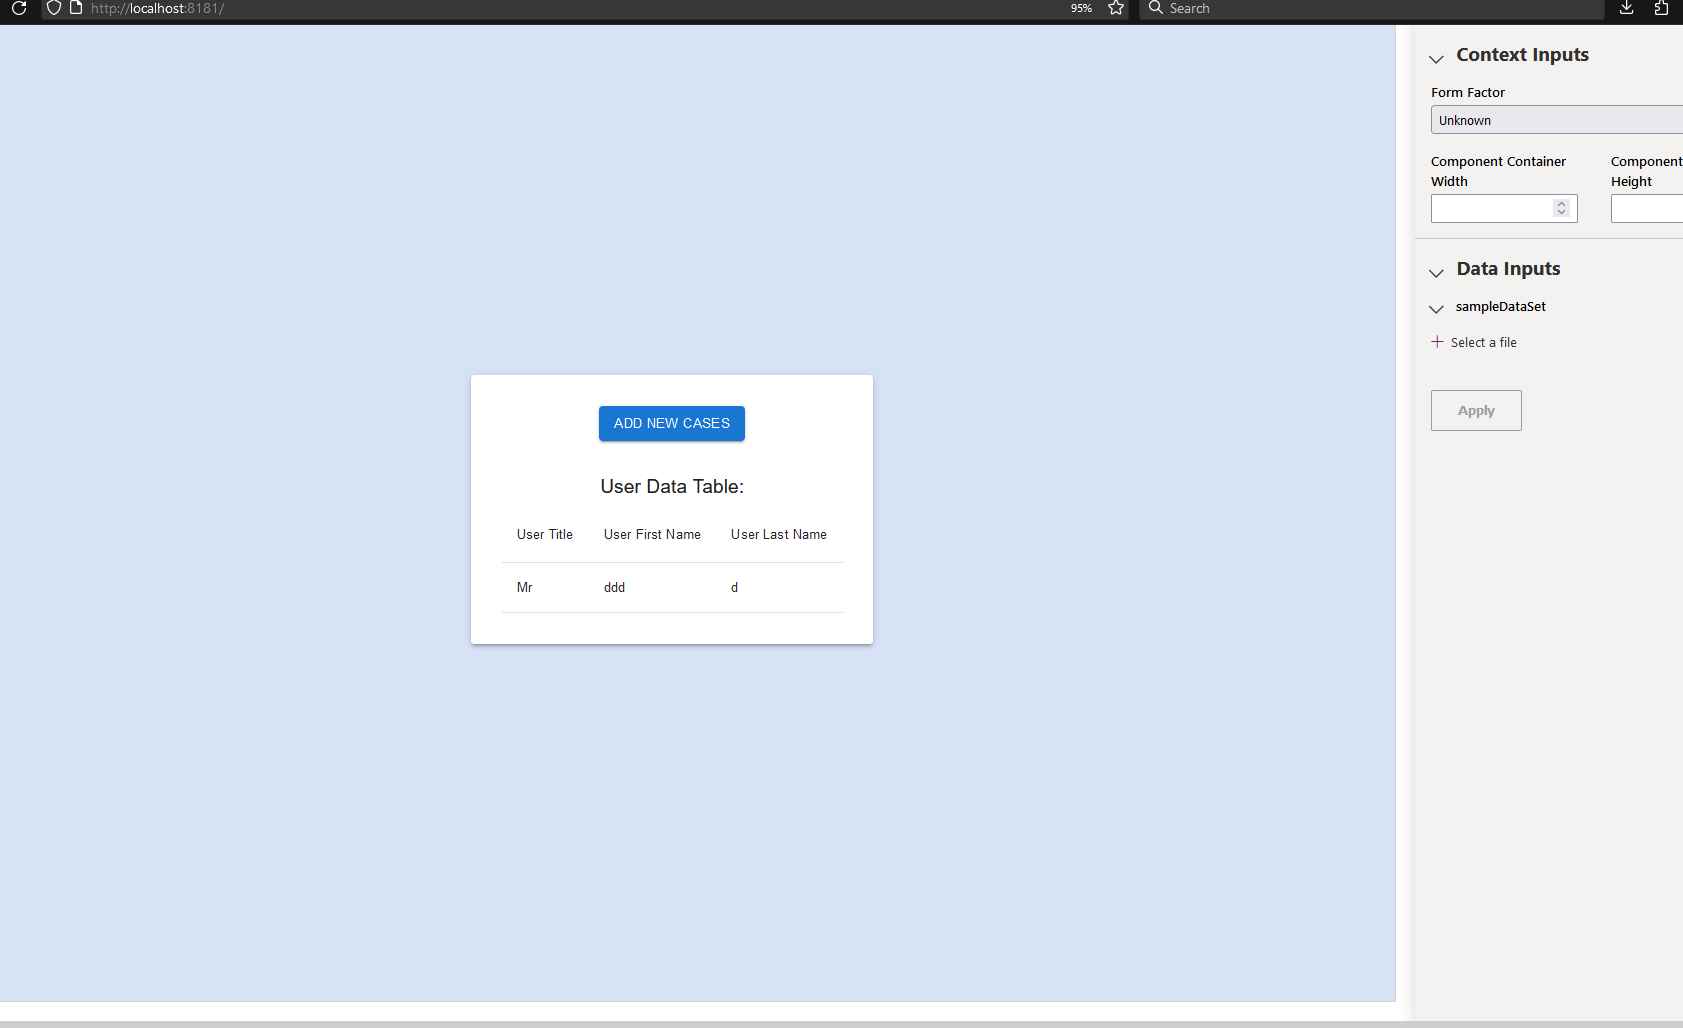 http://localhost:8181/
95%
Search
ADD NEW CASES
User Data Table:
User Title User First Name User Last Name
Mr ddd d
Context Inputs
Form Factor
Unknown
Component Container
Width
Component
Height
Data Inputs
sampleDataSet
Select a file
Apply